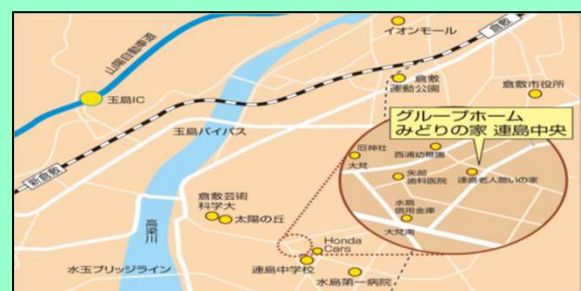 イオンモール
倉敷
山陽自動車道
倉敷
運動公園
倉敷市役所
玉島IC
グループホーム
みどりの家 連島中央
玉島バイパス
厄神社
西浦幼稚園
大梵
新倉敷
矢部
歯科医院
連島老人憩いの家
倉敷芸術
科学大
太陽の丘
水島
信用金庫
大梵南
高梁川
Honda
Cars
連島中学校
水玉ブリッジライン
水島第一病院